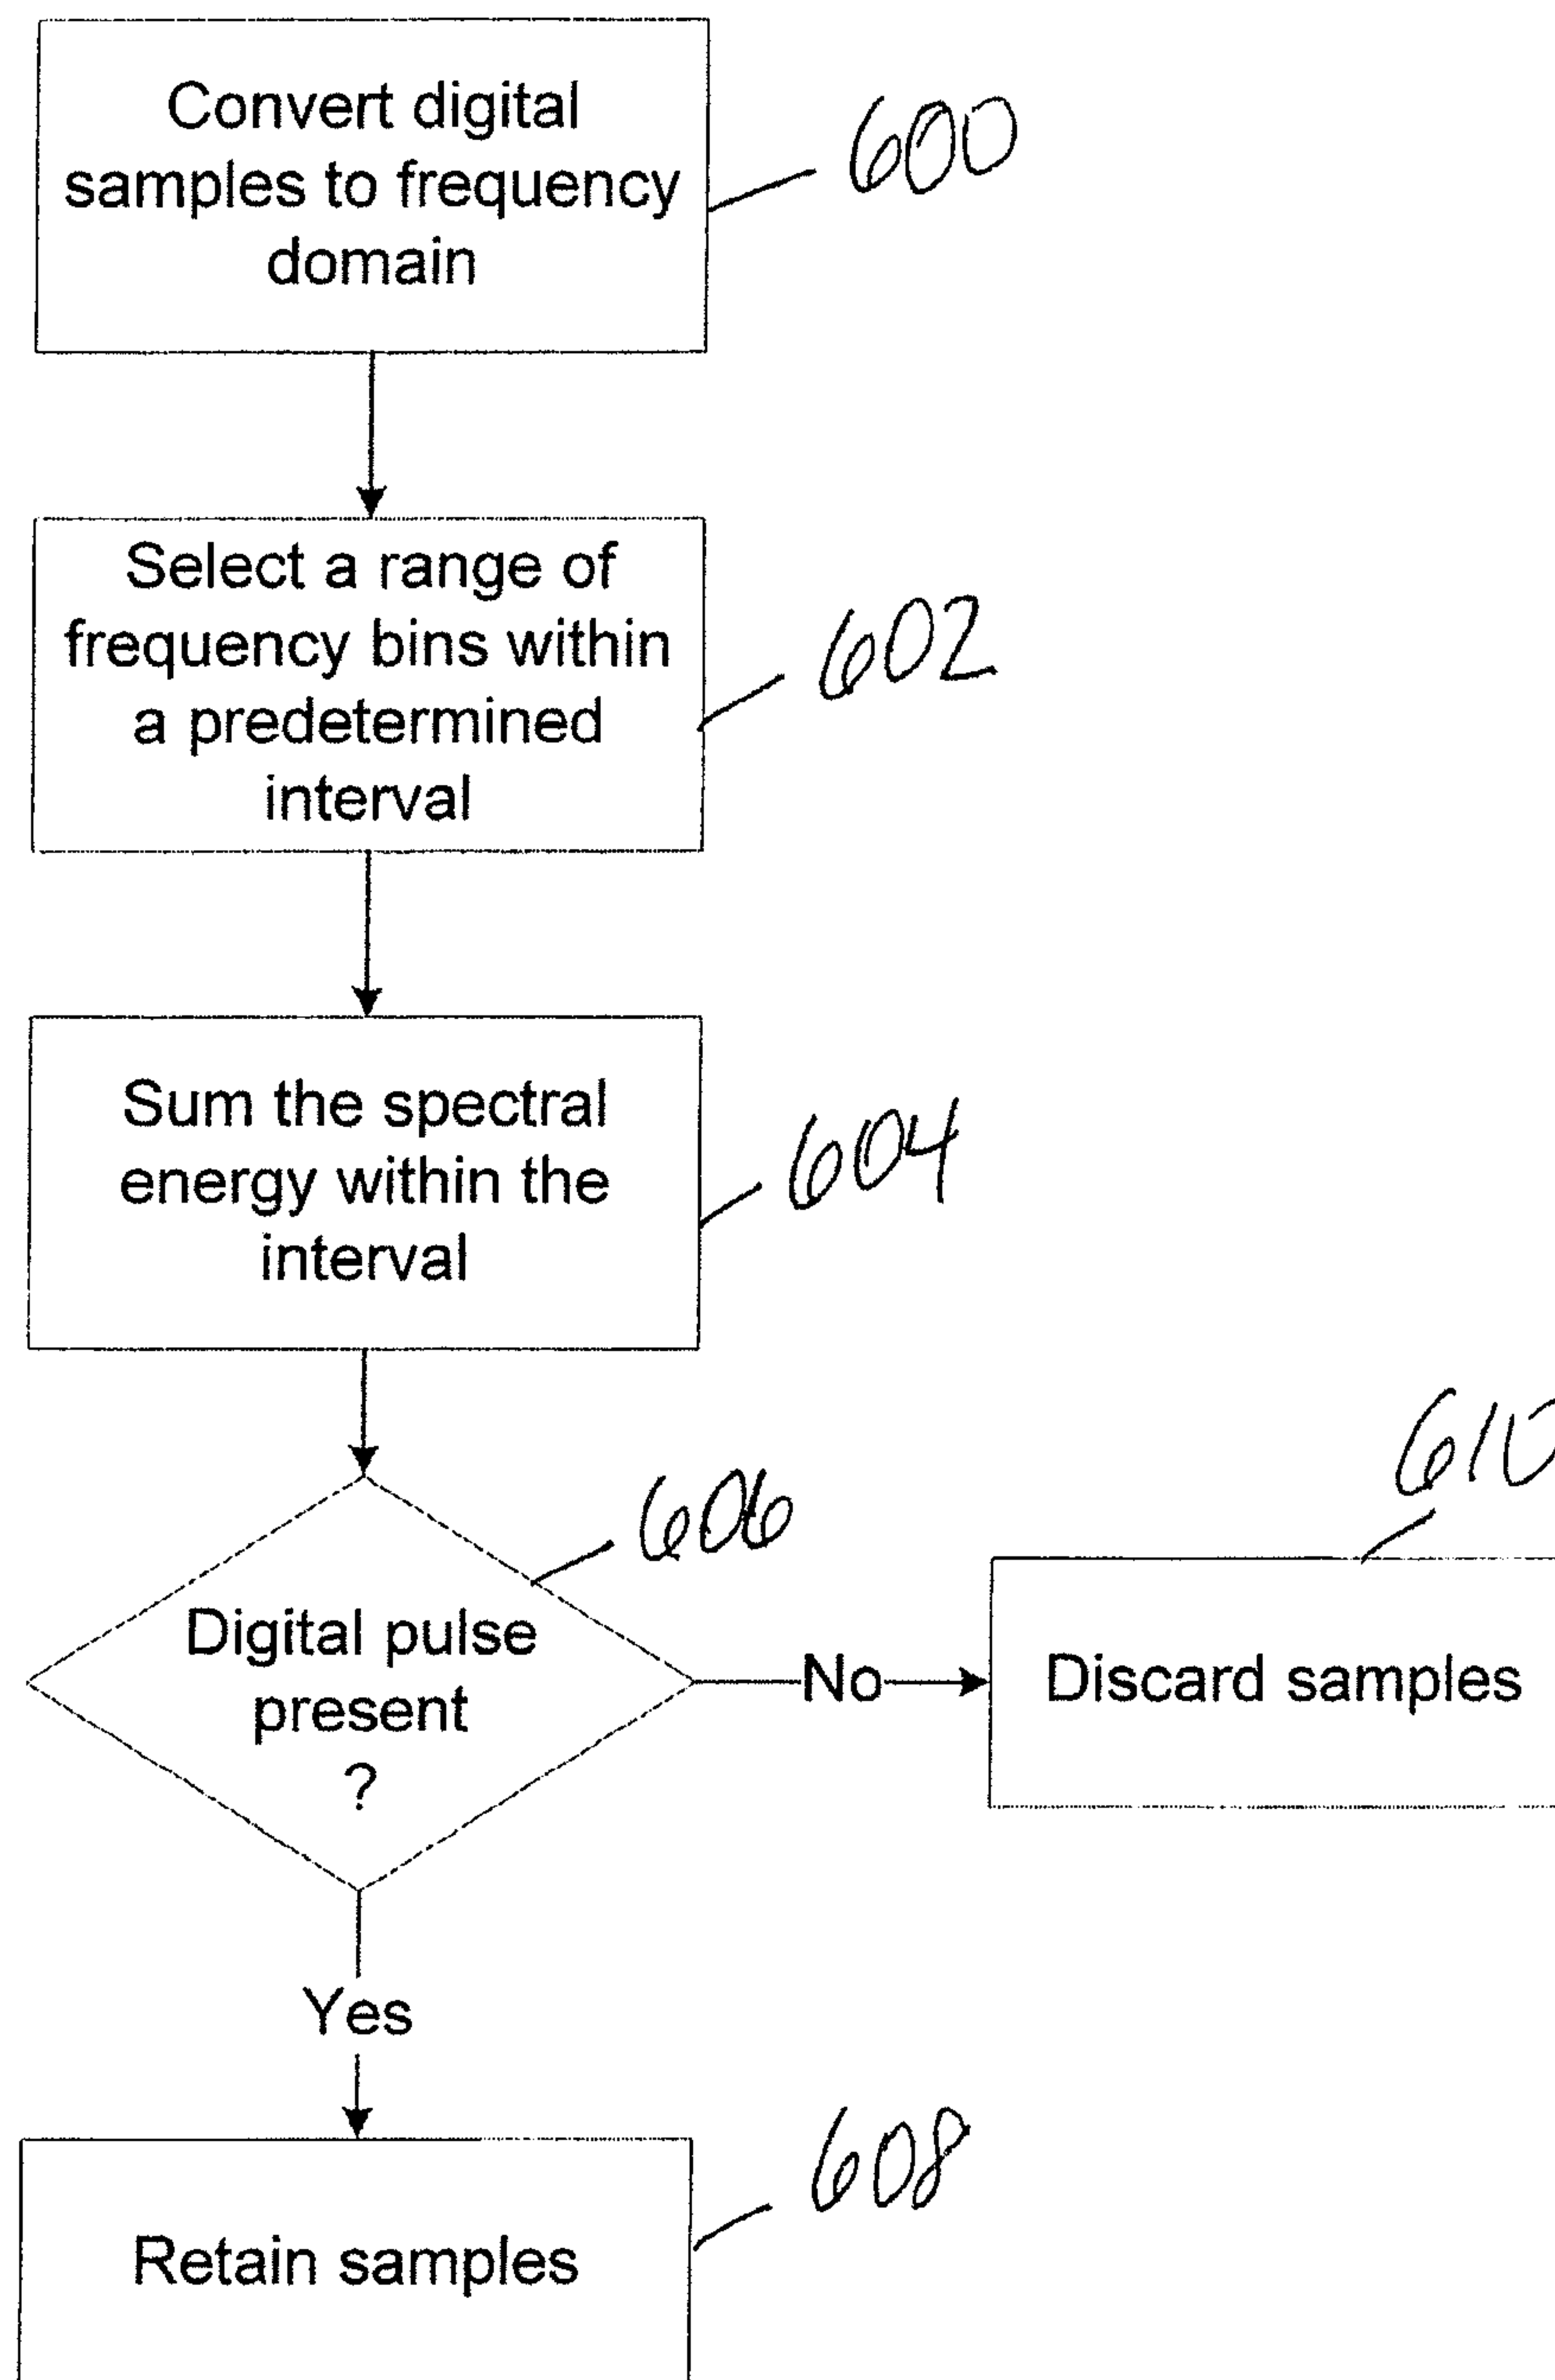 Convert digital
samples to frequency
domain
600
Select a range of
frequency bins within
a predetermined
interval
602
Sum the spectral
energy within the
interval
604
606
Digital pulse
present
?
No
610
Discard samples
Yes
608
Retain samples